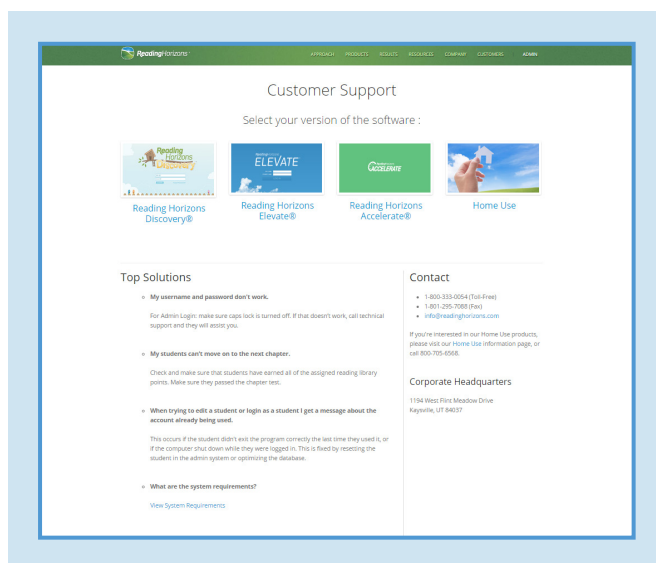 ReadingHorizons
APPROACH PRODUCTS RESULTS RESOURCES COMPANY CUSTOMERS ADMIN
Customer Support
Select your version of the software :
Reading
Horizons
Discovery
ELEVATE
ACCELERATE
Reading Horizons
Discovery®
Reading Horizons
Elevate®
Reading Horizons
Accelerate®
Home Use
Top Solutions
My username and password don't work.
For Admin Login: make sure caps lock is turned off. If that doesn't work, call technical
support and they will assist you.
My students can't move on to the next chapter.
Check and make sure that students have earned all of the assigned reading library
points. Make sure they passed the chapter test.
When trying to edit a student or login as a student I get a message about the
account already being used.
This occurs if the student didn't exit the program correctly the last time they used it, or
if the computer shut down while they were logged in. This is fixed by resetting the
student in the admin system or optimizing the database.
What are the system requirements?
View System Requirements
Contact
1-800-333-0054 (Toll-Free)
1-801-295-7088 (Fax)
info@readinghorizons.com
If you're interested in our Home Use products,
please visit our Home Use information page, or
call 800-705-6568.
Corporate Headquarters
1194 West Flint Meadow Drive
Kaysville, UT 84037